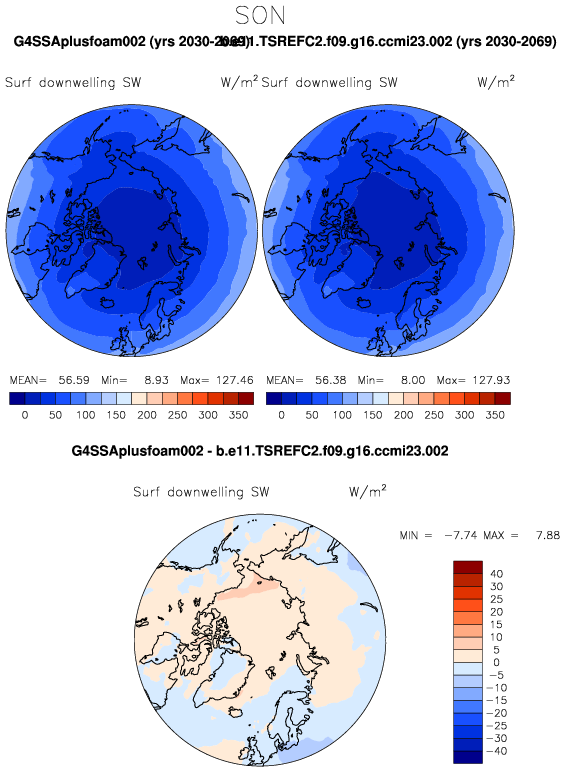 SON
G4SSAplusfoam002 (yrs 2030-2069) b.e11.TSREFC2.f09.g16.ccmi23.002 (yrs 2030-2069)
Surf downwelling SW W/m² Surf downwelling SW W/m²
MEAN= 56.59 Min= 8.93 Max= 127.46 MEAN= 56.38 Min= 8.00 Max= 127.93
0 50 100 150 200 250 300 350 0 50 100 150 200 250 300 350
G4SSAplusfoam002 - b.e11.TSREFC2.f09.g16.ccmi23.002
Surf downwelling SW W/m²
MIN = -7.74 MAX = 7.88
40
30
25
20
15
10
5
0
-5
-10
-15
-20
-25
-30
-40